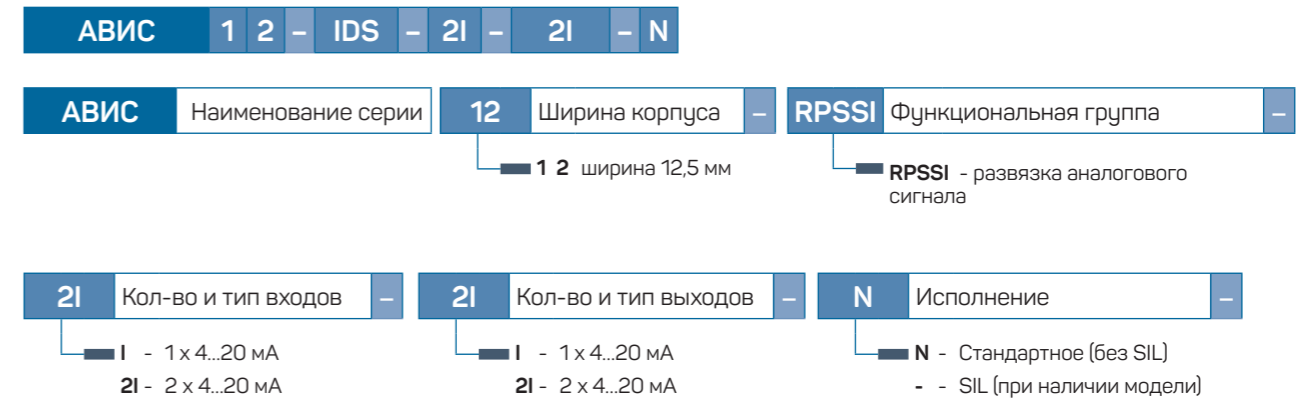 АВИС 1 2 – IDS – 2I – 2I – N
АВИС Наименование серии 12 Ширина корпуса – RPSSI Функциональная группа –
1 2 ширина 12,5 мм
RPSSI - развязка аналогового
сигнала
2I Кол-во и тип входов – 2I Кол-во и тип выходов – N Исполнение –
I - 1 x 4...20 мА
2I - 2 x 4...20 мА
I - 1 x 4...20 мА
2I - 2 x 4...20 мА
N - Стандартное (без SIL)
- - SIL (при наличии модели)